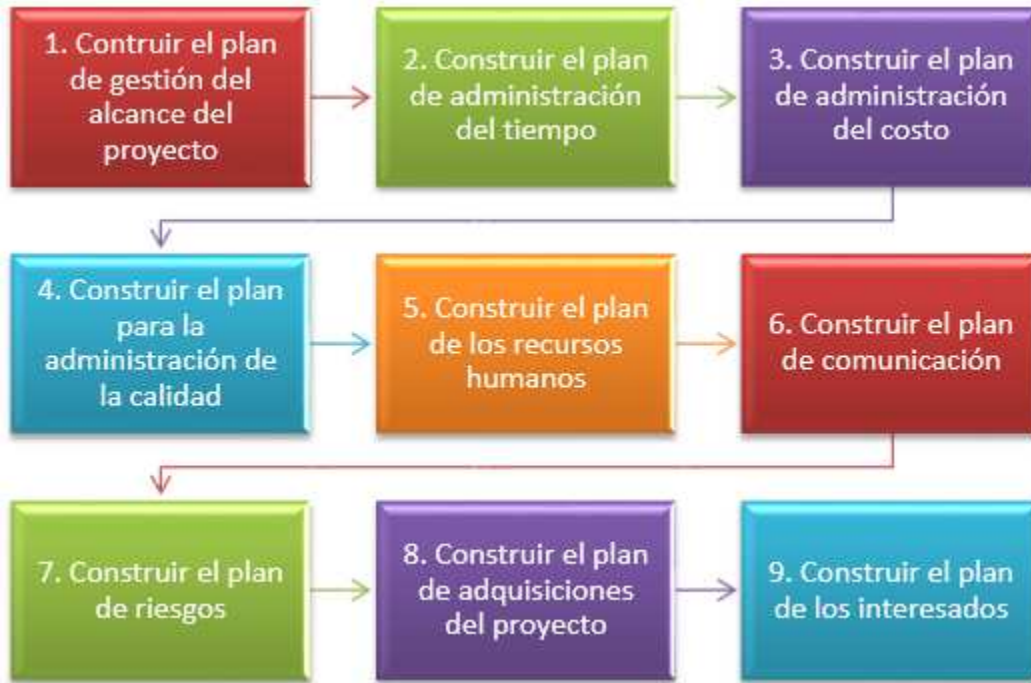 1. Contruir el plan
de gestión del
alcance del
proyecto
2. Construir el plan
de administración
del tiempo
3. Construir el plan
de administración
del costo
4. Construir el plan
para la
administración de
la calidad
5. Construir el plan
de los recursos
humanos
6. Construir el plan
de comunicación
7. Construir el plan
de riesgos
8. Construir el plan
de adquisiciones
del proyecto
9. Construir el plan
de los interesados